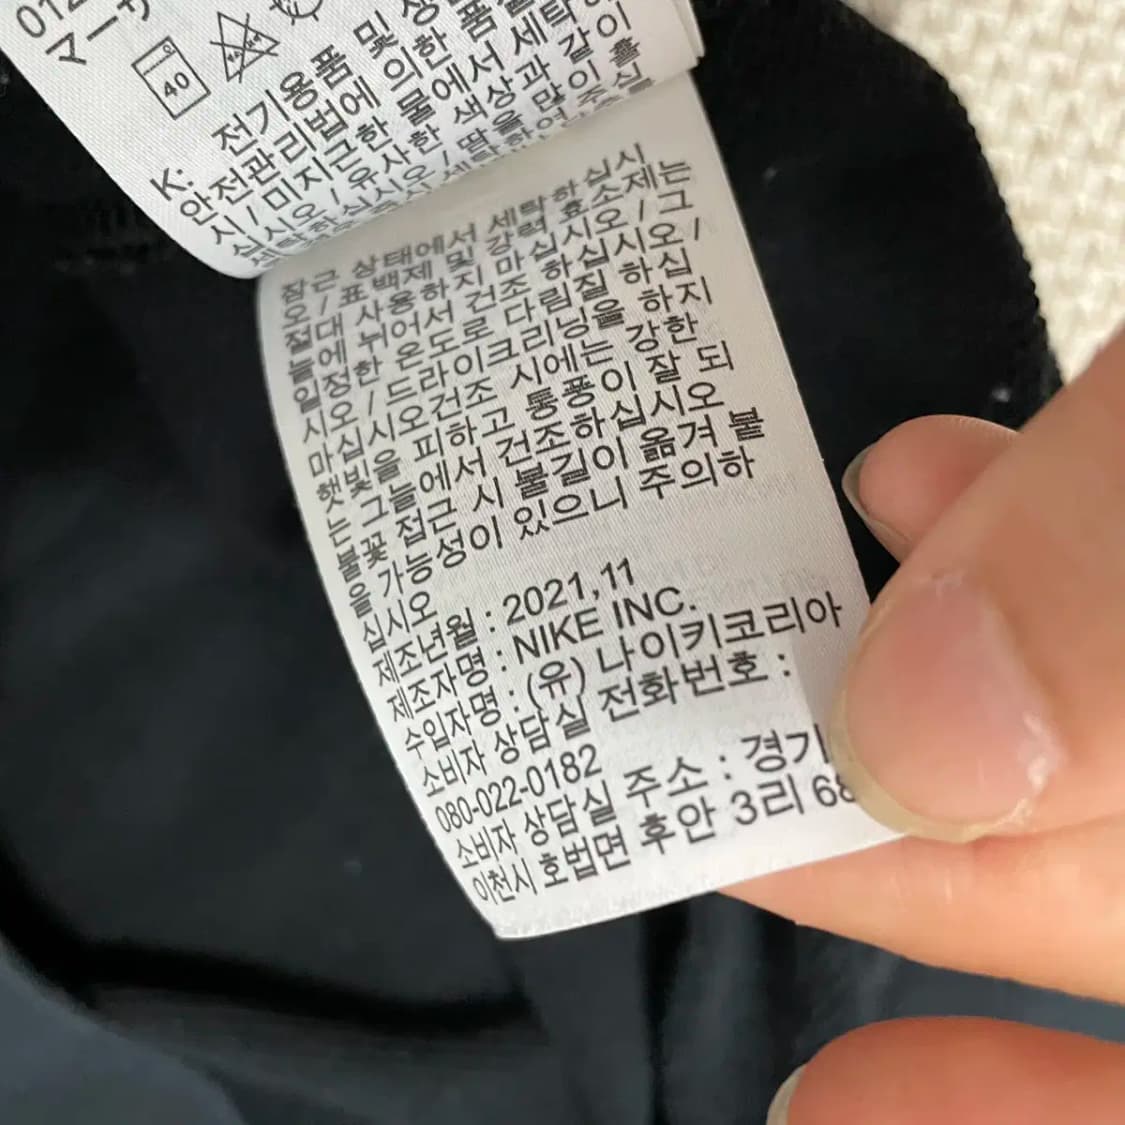 012
マーケ
40
K: 전기용품 및
안전관리법에 의한 품
시 / 미지근한 물에서 세탁
십시오 / 유사한 색상과 같이
세탁하십시오 /
잠근 상태에서 세탁하십시
오 / 표백제 및 강력 효소제는
절대 사용하지 마십시오 / 그
늘에 뉘어서 건조 하십시오 /
일정한 온도로 다림질 하십
시오 / 드라이크리닝을 하지
마십시오건조 시에는 강한
햇빛을 피하고 통풍이 잘 되
는 그늘에서 건조하십시오
불꽃 접근 시 불길이 옮겨 붙
을 가능성이 있으니 주의하
십시오
제조년월 : 2021,11
제조자명 : NIKE INC.
수입자명 : (유) 나이키코리아
소비자 상담실 전화번호 :
080-022-0182
소비자 상담실 주소 : 경기
이천시 호법면 후안 3리 68